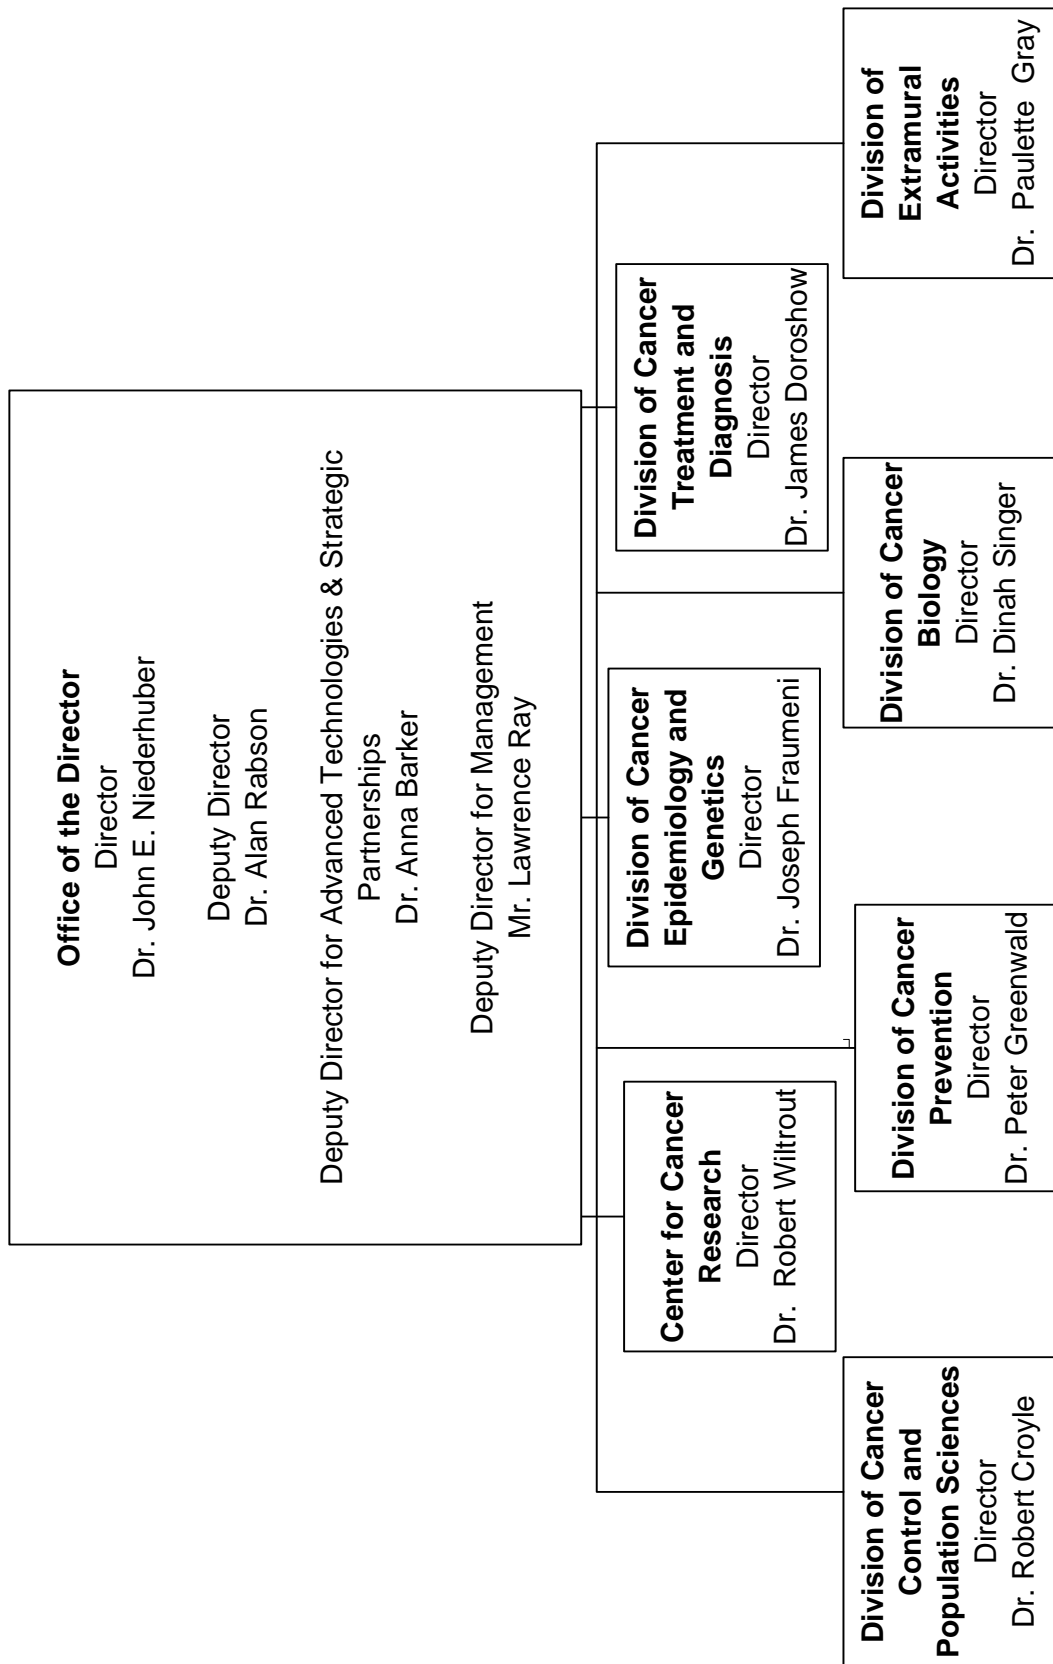 Office of the Director
Director
Dr. John E. Niederhuber
Deputy Director
Dr. Alan Rabson
Deputy Director for Advanced Technologies & Strategic
Partnerships
Dr. Anna Barker
Deputy Director for Management
Mr. Lawrence Ray
Center for Cancer
Research
Director
Dr. Robert Wiltrout
Division of Cancer
Epidemiology and
Genetics
Director
Dr. Joseph Fraumeni
Division of Cancer
Treatment and
Diagnosis
Director
Dr. James Doroshow
Division of Cancer
Control and
Population Sciences
Director
Dr. Robert Croyle
Division of Cancer
Prevention
Director
Dr. Peter Greenwald
Division of Cancer
Biology
Director
Dr. Dinah Singer
Division of
Extramural
Activities
Director
Dr. Paulette Gray